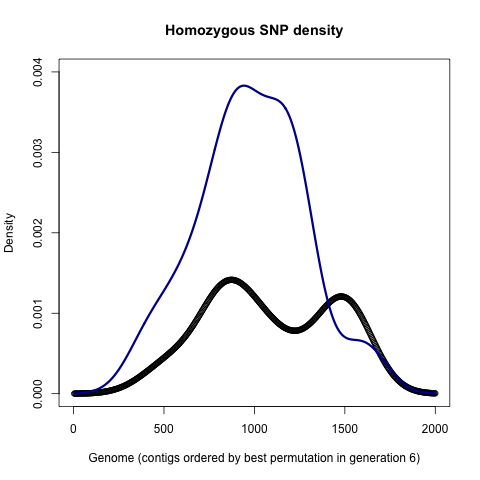 Homozygous SNP density
Density
0.004
0.003
0.002
0.001
0.000
0 500 1000 1500 2000
Genome (contigs ordered by best permutation in generation 6)